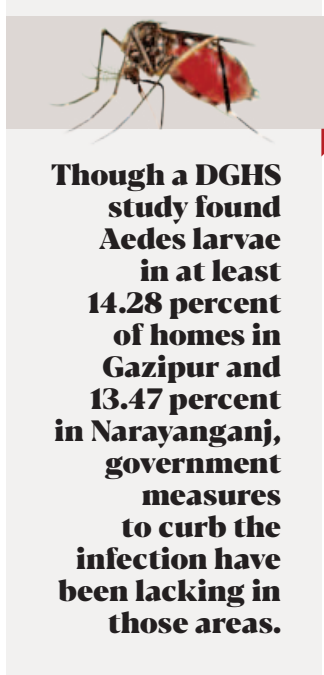 Though a DGHS
study found
Aedes larvae
in at least
14.28 percent
of homes in
Gazipur and
13.47 percent
in Narayanganj,
government
measures
to curb the
infection have
been lacking in
those areas.